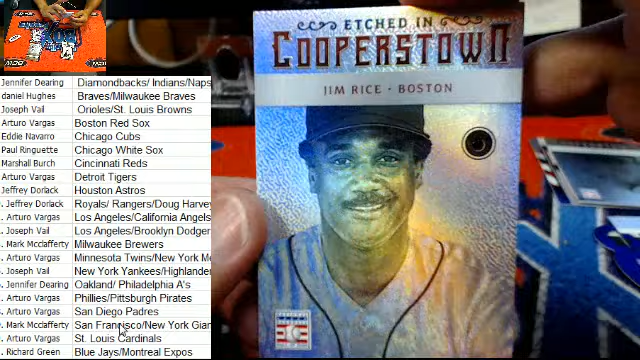 Jennifer Dearing Diamondbacks/ Indians/Naps
daniel Hughes Braves/Milwaukee Braves
Joseph Vail Orioles/St. Louis Browns
Arturo Vargas Boston Red Sox
Eddie Navarro Chicago Cubs
Paul Ringuette Chicago White Sox
Marshall Burch Cincinnati Reds
Arturo Vargas Detroit Tigers
Jeffrey Dorlack Houston Astros
Jeffrey Dorlack Royals/ Rangers/Doug Harvey
Arturo Vargas Los Angeles/California Angels
Joseph Vail Los Angeles/Brooklyn Dodger
Mark Mcclafferty Milwaukee Brewers
Arturo Vargas Minnesota Twins/New York Me
Joseph Vail New York Yankees/Highlander
Jennifer Dearing Oakland/ Philadelphia A's
Arturo Vargas Phillies/Pittsburgh Pirates
Arturo Vargas San Diego Padres
Mark Mcclafferty San Francisco/New York Gian
Arturo Vargas St. Louis Cardinals
Richard Green Blue Jays/Montreal Expos
ETCHED IN
COOPERSTOWN
JIM RICE · BOSTON